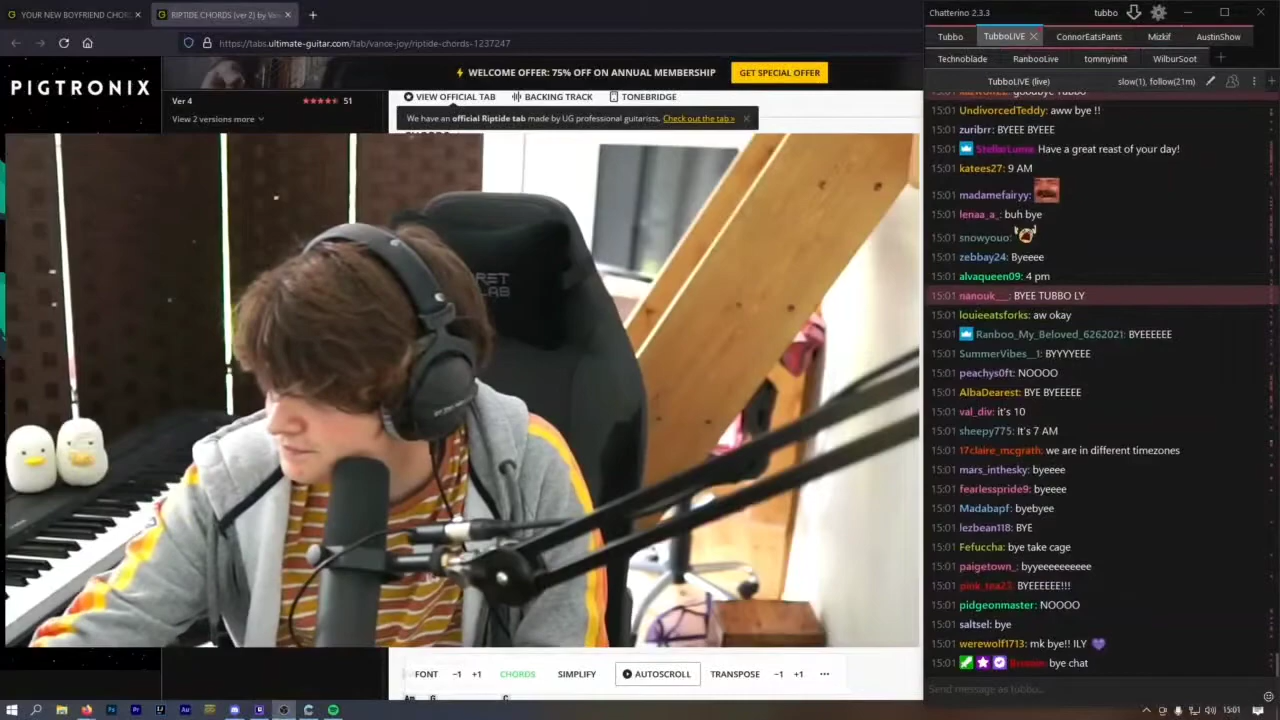 YOUR NEW BOYFRIEND CHOR
RIPTIDE CHORDS (ver 2) by Van
https://tabs.ultimate-guitar.com/tab/vance-joy/riptide-chords-1237247
PIGTRONIX
WELCOME OFFER: 75% OFF ON ANNUAL MEMBERSHIP
GET SPECIAL OFFER
Ver 4
51
View 2 versions more
VIEW OFFICIAL TAB
BACKING TRACK
TONEBRIDGE
We have an official Riptide tab made by UG professional guitarists. Check out the tab »
FONT
−1
+1
CHORDS
SIMPLIFY
AUTOSCROLL
TRANSPOSE
−1
+1
Chatterino 2.3.3
tubbo
Tubbo
TubboLIVE
ConnorEatsPants
Mizkif
AustinShow
Technoblade
RanbooLive
tommyinnit
WilburSoot
TubboLIVE (live)
slow(1), follow(21m)
15:01 UndivorcedTeddy: aww bye !!
15:01 zuribrr: BYEEE BYEEE
15:01 Have a great reast of your day!
15:01 katees27: 9 AM
15:01 madamefairyy:
15:01 lenaa_a_: buh bye
15:01 snowyouo:
15:01 zebbay24: Byeeee
15:01 alvaqueen09: 4 pm
15:01 nanouk___: BYEE TUBBO LY
15:01 louieeatsforks: aw okay
15:01 Ranboo_My_Beloved_6262021: BYEEEEEE
15:01 SummerVibes__1: BYYYYEEE
15:01 peachys0ft: NOOOO
15:01 AlbaDearest: BYE BYEEEEE
15:01 val_div: it's 10
15:01 sheepy775: It's 7 AM
15:01 17claire_mcgrath: we are in different timezones
15:01 mars_inthesky: byeeee
15:01 fearlesspride9: byeeee
15:01 Madabapf: byebyee
15:01 lezbean118: BYE
15:01 Fefuccha: bye take cage
15:01 paigetown_: byyeeeeeeeeee
15:01 pink_tea27: BYEEEEEE!!!
15:01 pidgeonmaster: NOOOO
15:01 saltsel: bye
15:01 werewolf1713: mk bye!! ILY
15:01 bye chat
Send message as tubbo...
15:01